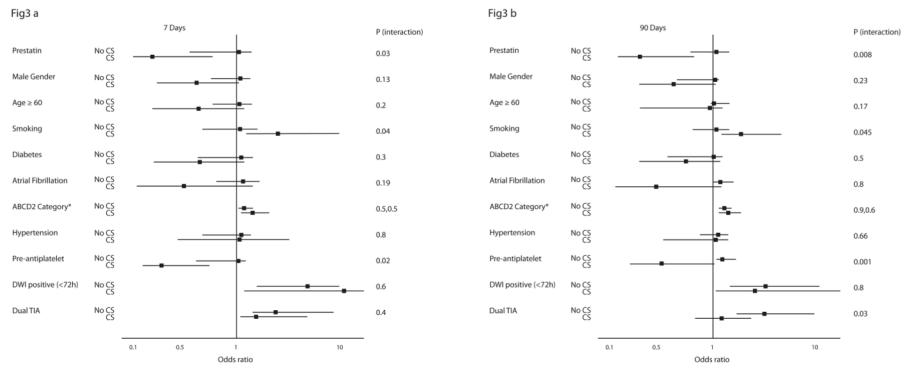 Fig3 a
7 Days
P (interaction)
Prestatin No CS 0.03
CS
Male Gender No CS 0.13
CS
Age ≥ 60 No CS 0.2
CS
Smoking No CS 0.04
CS
Diabetes No CS 0.3
CS
Atrial Fibrillation No CS 0.19
CS
ABCD2 Category* No CS 0.5,0.5
CS
Hypertension No CS 0.8
CS
Pre-antiplatelet No CS 0.02
CS
DWI positive (<72h) No CS 0.6
CS
Dual TIA No CS 0.4
CS
0.1 0.5 1 10
Odds ratio
Fig3 b
90 Days
P (interaction)
Prestatin No CS 0.008
CS
Male Gender No CS 0.23
CS
Age ≥ 60 No CS 0.17
CS
Smoking No CS 0.045
CS
Diabetes No CS 0.5
CS
Atrial Fibrillation No CS 0.8
CS
ABCD2 Category* No CS 0.9,0.6
CS
Hypertension No CS 0.66
CS
Pre-antiplatelet No CS 0.001
CS
DWI positive (<72h) No CS 0.8
CS
Dual TIA No CS 0.03
CS
0.1 0.5 1 10
Odds ratio